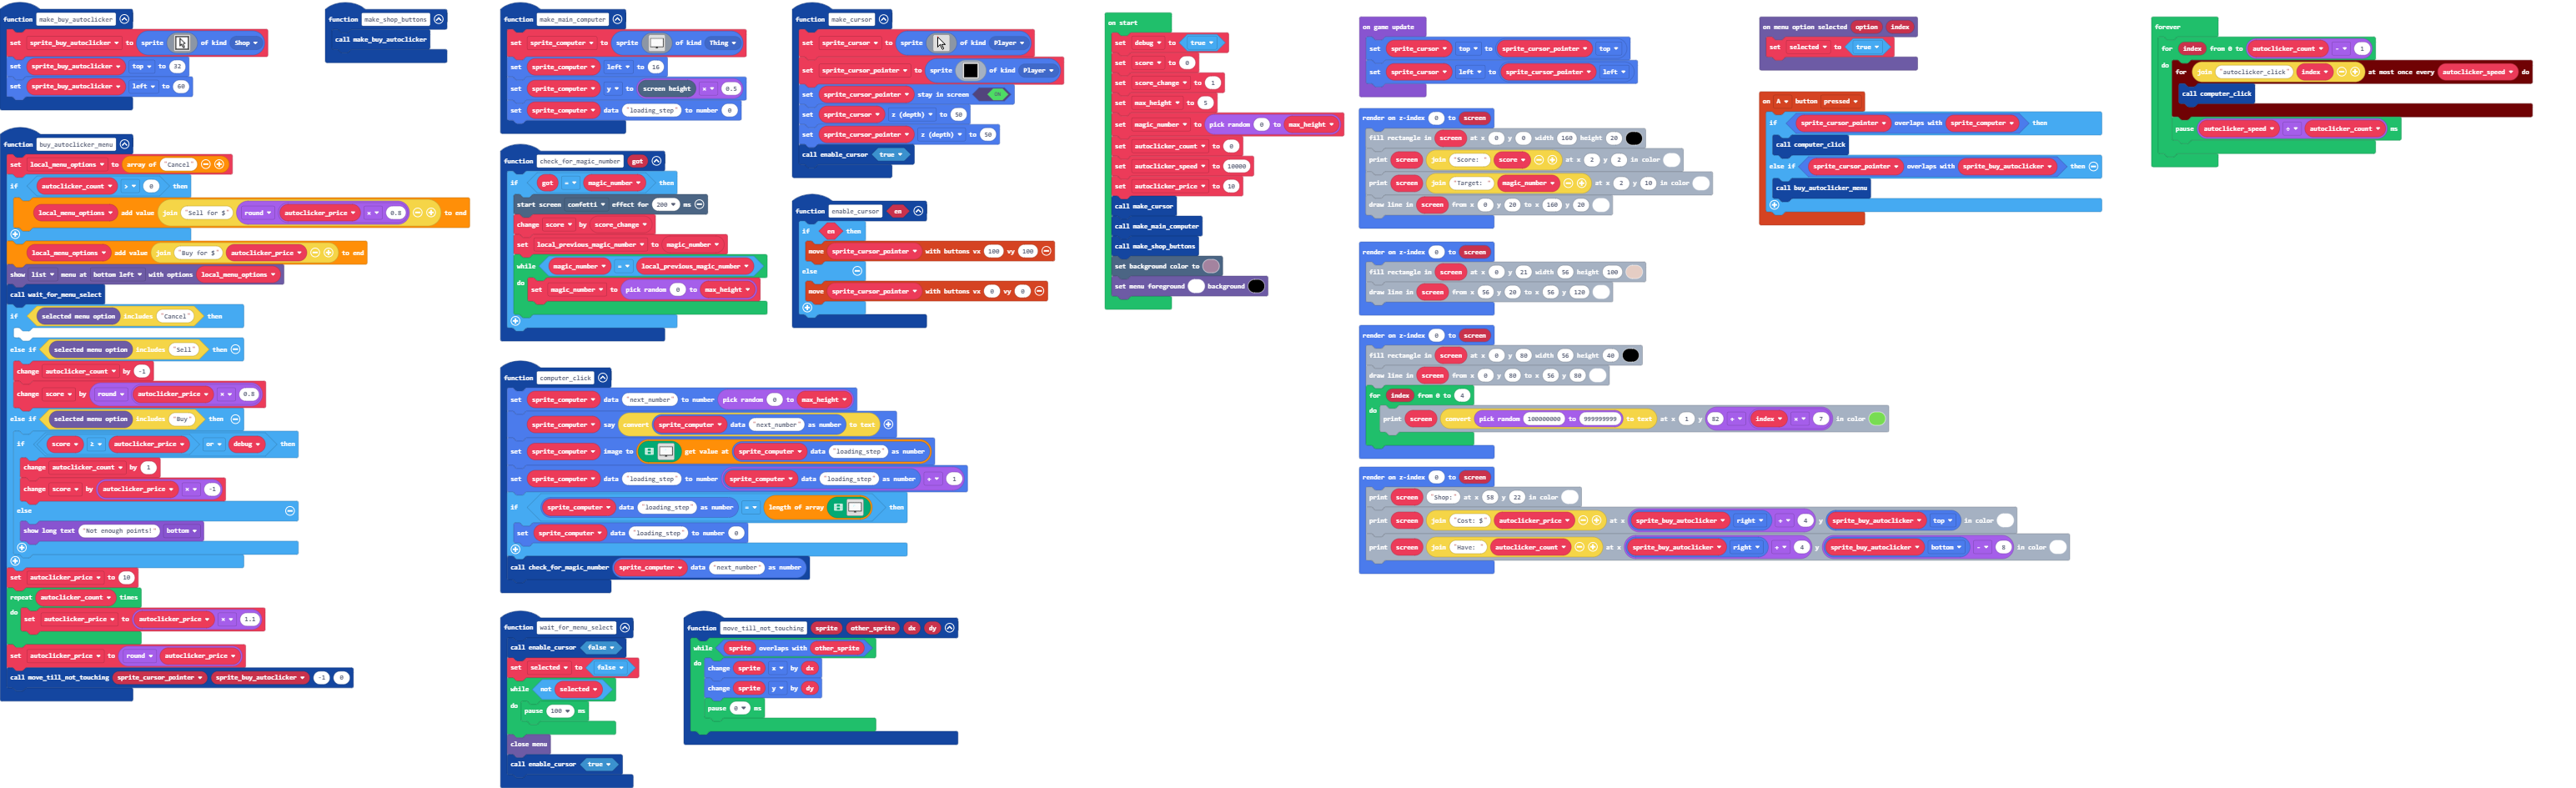 function make_buy_autoclicker
set sprite_buy_autoclicker to sprite of kind Shop
set sprite_buy_autoclicker top to 32
set sprite_buy_autoclicker left to 60
function make_shop_buttons
call make_buy_autoclicker
function buy_autoclicker_menu
set local_menu_options to array of "Cancel"
if autoclicker_count > 0 then
local_menu_options add value join "Sell for $" round autoclicker_price × 0.8 to end
local_menu_options add value join "Buy for $" autoclicker_price to end
show list menu at bottom left with options local_menu_options
call wait_for_menu_select
if selected menu option includes "Cancel" then
else if selected menu option includes "Sell" then
change autoclicker_count by -1
change score by round autoclicker_price × 0.8
else if selected menu option includes "Buy" then
if score ≥ autoclicker_price or debug then
change autoclicker_count by 1
change score by autoclicker_price × -1
else
show long text "Not enough points!" bottom
set autoclicker_price to 10
repeat autoclicker_count times
do set autoclicker_price to autoclicker_price × 1.1
set autoclicker_price to round autoclicker_price
call move_till_not_touching sprite_cursor_pointer sprite_buy_autoclicker -1 0
function make_main_computer
set sprite_computer to sprite of kind Thing
set sprite_computer left to 16
set sprite_computer y to screen height × 0.5
set sprite_computer data "loading_step" to number 0
function check_for_magic_number got
if got = magic_number then
start screen confetti effect for 200 ms
change score by score_change
set local_previous_magic_number to magic_number
while magic_number = local_previous_magic_number
do set magic_number to pick random 0 to max_height
function computer_click
set sprite_computer data "next_number" to number pick random 0 to max_height
sprite_computer say convert sprite_computer data "next_number" as number to text
set sprite_computer image to get value at sprite_computer data "loading_step" as number
set sprite_computer data "loading_step" to number sprite_computer data "loading_step" as number + 1
if sprite_computer data "loading_step" as number = length of array then
set sprite_computer data "loading_step" to number 0
call check_for_magic_number sprite_computer data "next_number" as number
function wait_for_menu_select
call enable_cursor false
set selected to false
while not selected
do pause 100 ms
close menu
call enable_cursor true
function move_till_not_touching sprite other_sprite dx dy
while sprite overlaps with other_sprite
do change sprite x by dx
change sprite y by dy
pause 0 ms
function make_cursor
set sprite_cursor to sprite of kind Player
set sprite_cursor_pointer to sprite of kind Player
set sprite_cursor_pointer stay in screen ON
set sprite_cursor z (depth) to 50
set sprite_cursor_pointer z (depth) to 50
call enable_cursor true
function enable_cursor en
if en then
move sprite_cursor_pointer with buttons vx 100 vy 100
else
move sprite_cursor_pointer with buttons vx 0 vy 0
on start
set debug to true
set score to 0
set score_change to 1
set max_height to 5
set magic_number to pick random 0 to max_height
set autoclicker_count to 0
set autoclicker_speed to 10000
set autoclicker_price to 10
call make_cursor
call make_main_computer
call make_shop_buttons
set background color to
set menu foreground background
on game update
set sprite_cursor top to sprite_cursor_pointer top
set sprite_cursor left to sprite_cursor_pointer left
render on z-index 0 to screen
fill rectangle in screen at x 0 y 0 width 160 height 20
print screen join "Score: " score at x 2 y 2 in color
print screen join "Target: " magic_number at x 2 y 10 in color
draw line in screen from x 0 y 20 to x 160 y 20
render on z-index 0 to screen
fill rectangle in screen at x 0 y 21 width 56 height 100
draw line in screen from x 56 y 20 to x 56 y 120
render on z-index 0 to screen
fill rectangle in screen at x 0 y 80 width 56 height 40
draw line in screen from x 0 y 80 to x 56 y 80
for index from 0 to 4
do print screen convert pick random 100000000 to 999999999 to text at x 1 y 82 + index × 7 in color
render on z-index 0 to screen
print screen "Shop:" at x 58 y 22 in color
print screen join "Cost: $" autoclicker_price at x sprite_buy_autoclicker right + 4 y sprite_buy_autoclicker top in color
print screen join "Have: " autoclicker_count at x sprite_buy_autoclicker right + 4 y sprite_buy_autoclicker bottom - 8 in color
on menu option selected option index
set selected to true
on A button pressed
if sprite_cursor_pointer overlaps with sprite_computer then
call computer_click
else if sprite_cursor_pointer overlaps with sprite_buy_autoclicker then
call buy_autoclicker_menu
forever
for index from 0 to autoclicker_count - 1
do for join "autoclicker_click" index at most once every autoclicker_speed do
call computer_click
pause autoclicker_speed ÷ autoclicker_count ms